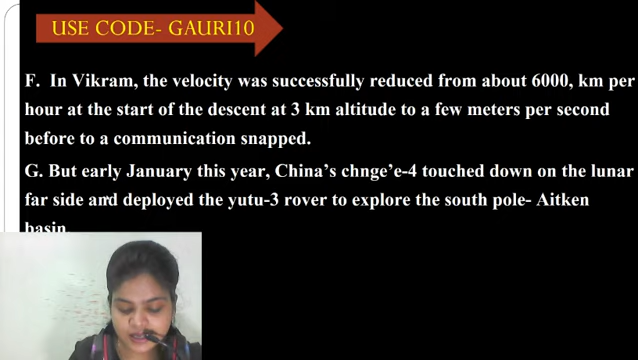 USE CODE- GAURI10
F. In Vikram, the velocity was successfully reduced from about 6000, km per
hour at the start of the descent at 3 km altitude to a few meters per second
before to a communication snapped.
G. But early January this year, China's chnge'e-4 touched down on the lunar
far side and deployed the yutu-3 rover to explore the south pole- Aitken
basin